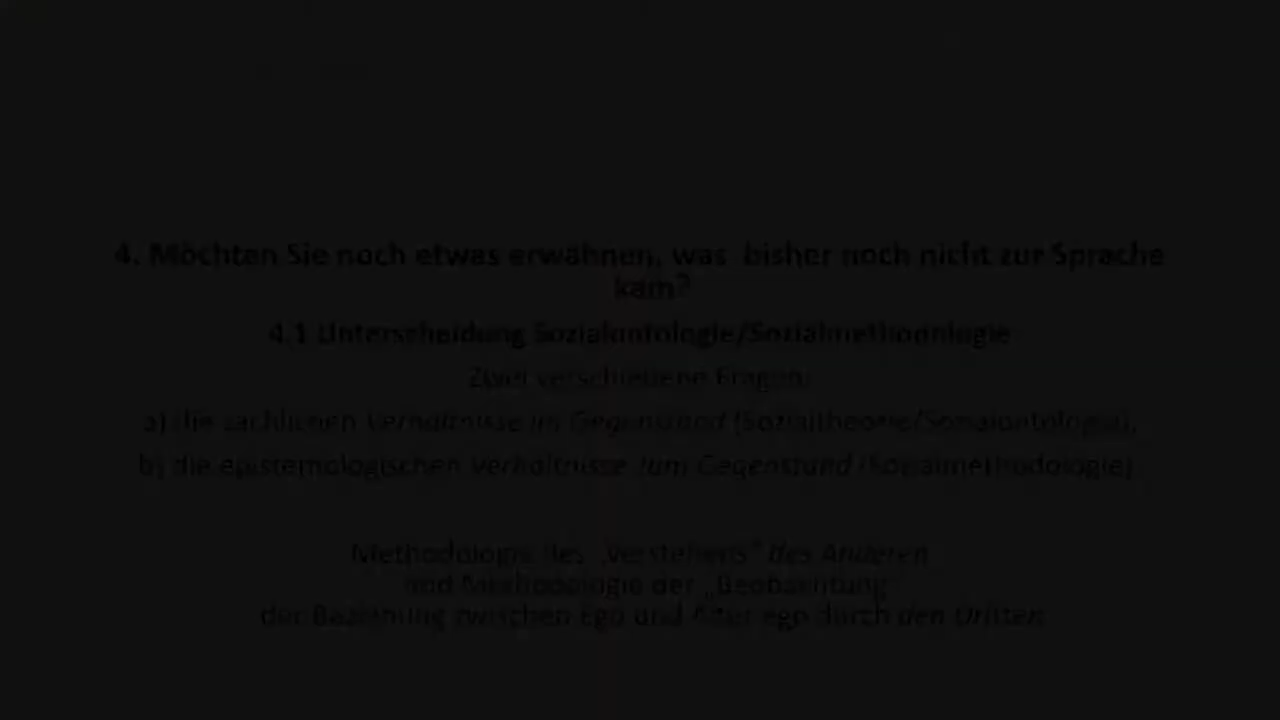 4. Möchten Sie noch etwas erwähnen, was bisher noch nicht zur Sprache
kam?
4.1 Unterscheidung Sozialontologie/Sozialmethodologie
Zwei verschiedene Fragen:
a) die sachlichen Verhältnisse im Gegenstand (Sozialtheorie/Sozialontologie),
b) die epistemologischen Verhältnisse zum Gegenstand (Sozialmethodologie)
Methodologie des „Verstehens“ des Anderen
und Methodologie der „Beobachtung“
der Beziehung zwischen Ego und Alter ego durch den Dritten